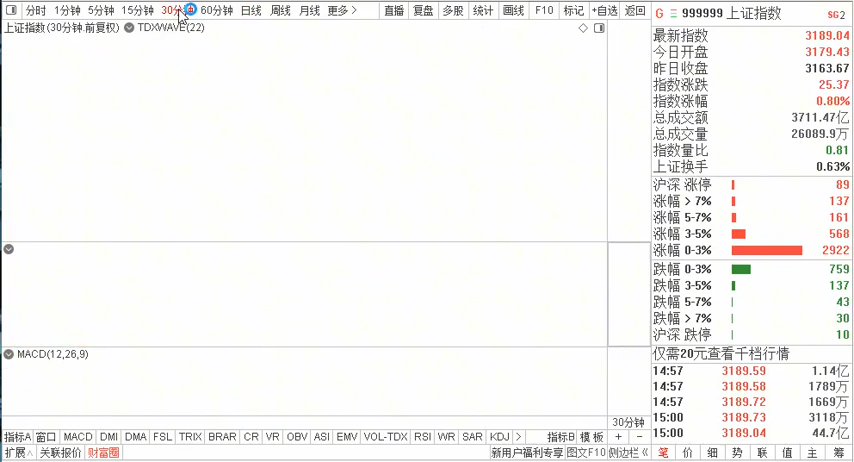 分时 1分钟 5分钟 15分钟 30分钟 60分钟 日线 周线 月线 更多> 直播 复盘 多股 统计 画线 F10 标记 +自选 返回
上证指数(30分钟.前复权) TDXWAVE(22)
MACD(12,26,9)
30分钟
指标A 窗口 MACD DMI DMA FSL TRIX BRAR CR VR OBV ASI EMV VOL-TDX RSI WR SAR KDJ > 指标B 模板 + -
扩展∧ 关联报价 财富圈 新用户福利专享 图文F10 侧边栏《
G 三 999999 上证指数 SG2
最新指数 3189.04
今日开盘 3179.43
昨日收盘 3163.67
指数涨跌 25.37
指数涨幅 0.80%
总成交额 3711.47亿
总成交量 26089.9万
指数量比 0.81
上证换手 0.63%
沪深 涨停 89
涨幅 > 7% 137
涨幅 5-7% 161
涨幅 3-5% 568
涨幅 0-3% 2922
跌幅 0-3% 759
跌幅 3-5% 137
跌幅 5-7% 43
跌幅 > 7% 30
沪深 跌停 10
仅需20元查看千档行情
14:57 3189.59 1.14亿
14:57 3189.58 1789万
14:57 3189.72 1669万
15:00 3189.73 3118万
15:00 3189.04 44.7亿
笔 价 细 势 联 值 主 筹